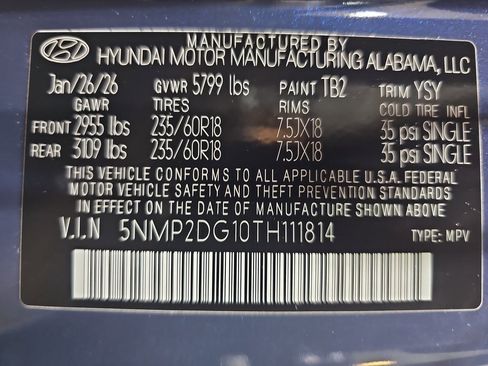 MANUFACTURED BY
HYUNDAI MOTOR MANUFACTURING ALABAMA, LLC
Jan/26/26 GVWR 5799 lbs PAINT TB2 TRIM YSY
GAWR TIRES RIMS COLD TIRE INFL
FRONT 2955 lbs 235/60R18 7.5JX18 35 psi SINGLE
REAR 3109 lbs 235/60R18 7.5JX18 35 psi SINGLE
THIS VEHICLE CONFORMS TO ALL APPLICABLE U.S.A. FEDERAL
MOTOR VEHICLE SAFETY AND THEFT PREVENTION STANDARDS
IN EFFECT ON THE DATE OF MANUFACTURE SHOWN ABOVE
V.I.N 5NMP2DG10TH111814 TYPE: MPV